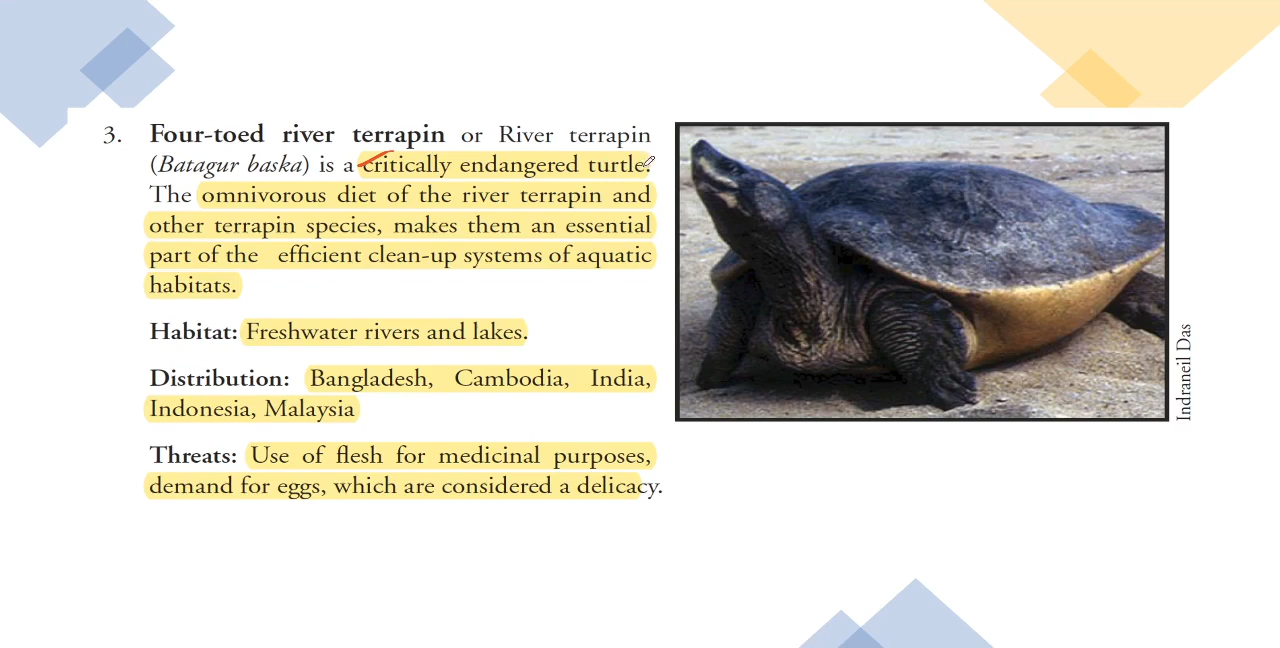 3. Four-toed river terrapin or River terrapin
(Batagur baska) is a critically endangered turtle.
The omnivorous diet of the river terrapin and
other terrapin species, makes them an essential
part of the efficient clean-up systems of aquatic
habitats.
Habitat: Freshwater rivers and lakes.
Distribution: Bangladesh, Cambodia, India,
Indonesia, Malaysia
Threats: Use of flesh for medicinal purposes,
demand for eggs, which are considered a delicacy.
Indraneil Das